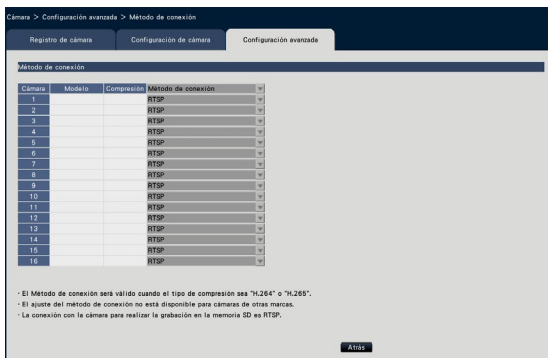 Cámara > Configuración avanzada > Método de conexión
Registro de cámara Configuración de cámara Configuración avanzada
Método de conexión
Cámara Modelo Compresión Método de conexión
1 RTSP
2 RTSP
3 RTSP
4 RTSP
5 RTSP
6 RTSP
7 RTSP
8 RTSP
9 RTSP
10 RTSP
11 RTSP
12 RTSP
13 RTSP
14 RTSP
15 RTSP
16 RTSP
· El Método de conexión será válido cuando el tipo de compresión sea "H.264" o "H.265".
· El ajuste del método de conexión no está disponible para cámaras de otras marcas.
· La conexión con la cámara para realizar la grabación en la memoria SD es RTSP.
Atrás